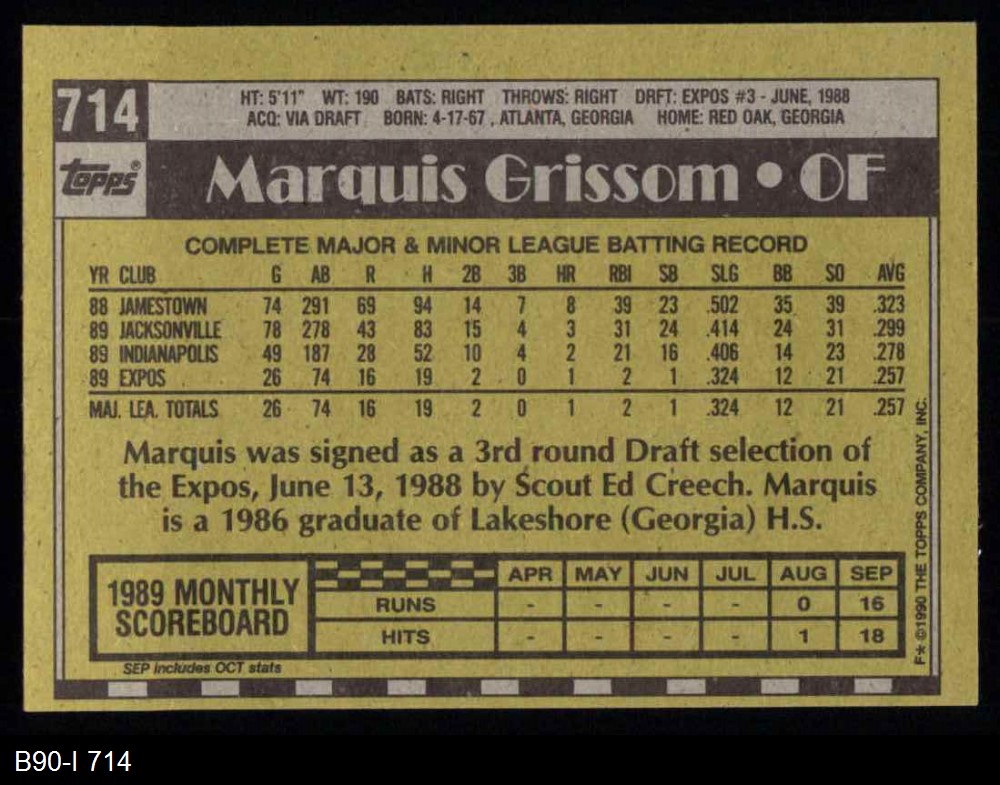 714
HT: 5'11" WT: 190 BATS: RIGHT THROWS: RIGHT DRFT: EXPOS #3 - JUNE, 1988
ACQ: VIA DRAFT BORN: 4-17-67, ATLANTA, GEORGIA HOME: RED OAK, GEORGIA
Topps®
Marquis Grissom • OF
COMPLETE MAJOR & MINOR LEAGUE BATTING RECORD
YR CLUB G AB R H 2B 3B HR RBI SB SLG BB SO AVG
88 JAMESTOWN 74 291 69 94 14 7 8 39 23 .502 35 39 .323
89 JACKSONVILLE 78 278 43 83 15 4 3 31 24 .414 24 31 .299
89 INDIANAPOLIS 49 187 28 52 10 4 2 21 16 .406 14 23 .278
89 EXPOS 26 74 16 19 2 0 1 2 1 .324 12 21 .257
MAJ. LEA. TOTALS 26 74 16 19 2 0 1 2 1 .324 12 21 .257
Marquis was signed as a 3rd round Draft selection of
the Expos, June 13, 1988 by Scout Ed Creech. Marquis
is a 1986 graduate of Lakeshore (Georgia) H.S.
1989 MONTHLY
SCOREBOARD
APR MAY JUN JUL AUG SEP
RUNS - - - - 0 16
HITS - - - - 1 18
SEP includes OCT stats
F* ©1990 THE TOPPS COMPANY, INC.
B90-I 714